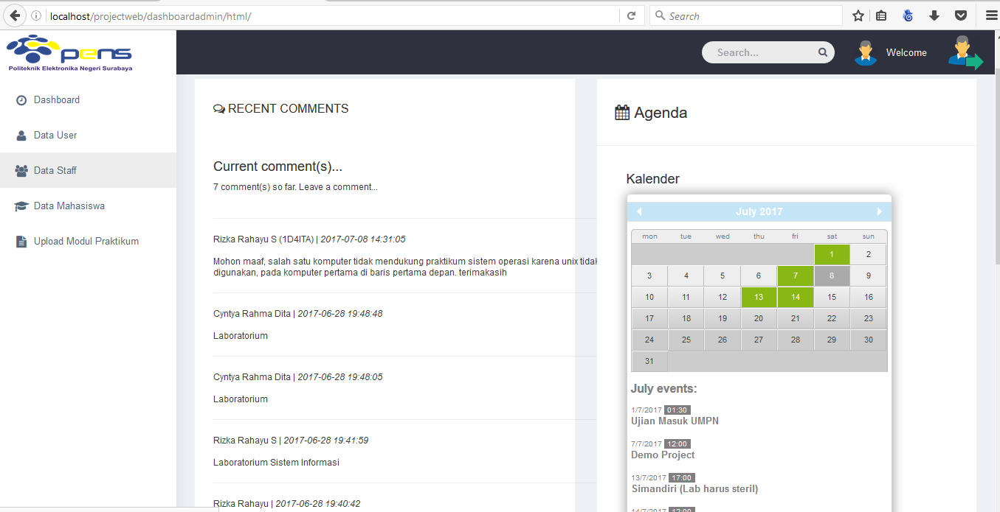 localhost/projectweb/dashboardadmin/html/
Search
pens
Politeknik Elektronika Negeri Surabaya
Search...
Welcome
Dashboard
Data User
Data Staff
Data Mahasiswa
Upload Modul Praktikum
RECENT COMMENTS
Current comment(s)...
7 comment(s) so far. Leave a comment...
Rizka Rahayu S (1D4ITA) | 2017-07-08 14:31:05
Mohon maaf, salah satu komputer tidak mendukung praktikum sistem operasi karena unix tidak
digunakan, pada komputer pertama di baris pertama depan. terimakasih
Cyntya Rahma Dita | 2017-06-28 19:48:48
Laboratorium
Cyntya Rahma Dita | 2017-06-28 19:48:05
Laboratorium
Rizka Rahayu S | 2017-06-28 19:41:59
Laboratorium Sistem Informasi
Rizka Rahayu | 2017-06-28 19:40:42
Agenda
Kalender
July 2017
mon tue wed thu fri sat sun
1 2
3 4 5 6 7 8 9
10 11 12 13 14 15 16
17 18 19 20 21 22 23
24 25 26 27 28 29 30
31
July events:
1/7/2017 01:30
Ujian Masuk UMPN
7/7/2017 12:00
Demo Project
13/7/2017 17:00
Simandiri (Lab harus steril)
14/7/2017 12:00